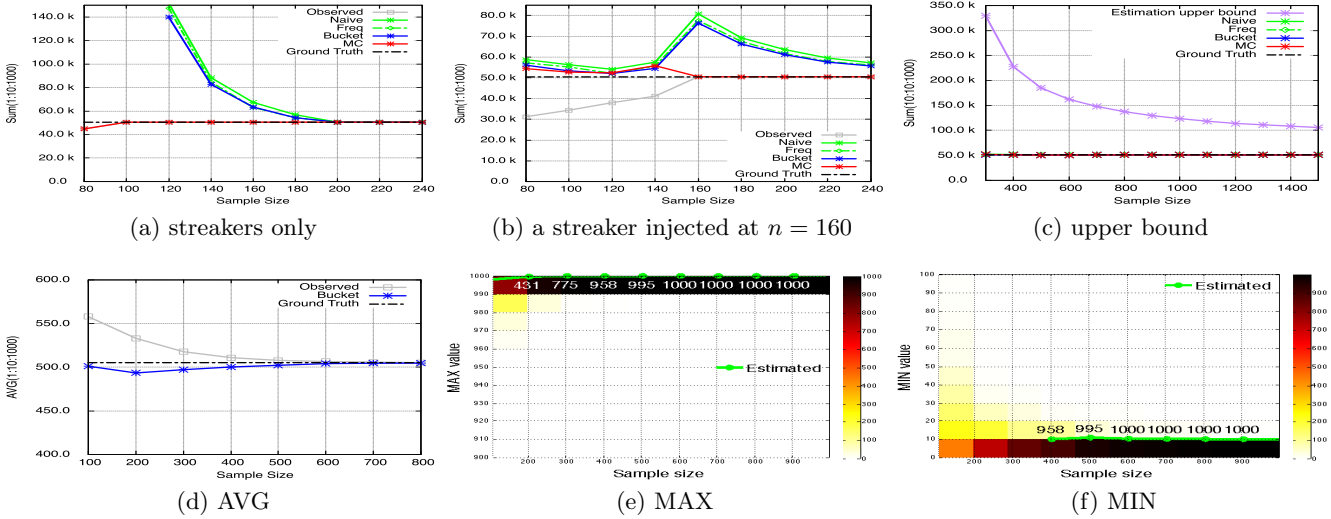 140.0 k
120.0 k
100.0 k
80.0 k
60.0 k
40.0 k
20.0 k
0.0
Sum(1:10:1000)
80 100 120 140 160 180 200 220 240
Sample Size
Observed
Naive
Freq
Bucket
MC
Ground Truth
(a) streakers only
80.0 k
70.0 k
60.0 k
50.0 k
40.0 k
30.0 k
20.0 k
10.0 k
0.0
Sum(1:10:1000)
80 100 120 140 160 180 200 220 240
Sample Size
Observed
Naive
Freq
Bucket
MC
Ground Truth
(b) a streaker injected at n = 160
350.0 k
300.0 k
250.0 k
200.0 k
150.0 k
100.0 k
50.0 k
0.0
Sum(10:10:1000)
400 600 800 1000 1200 1400
Sample Size
Estimation upper bound
Naive
Freq
Bucket
MC
Ground Truth
(c) upper bound
600.0
550.0
500.0
450.0
400.0
AVG(1:10:1000)
100 200 300 400 500 600 700 800
Sample Size
Observed
Bucket
Ground Truth
(d) AVG
1000
990
980
970
960
950
940
930
920
910
900
MAX value
431 775 958 995 1000 1000 1000 1000
Estimated
200 300 400 500 600 700 800 900
Sample size
1000
900
800
700
600
500
400
300
200
100
0
(e) MAX
100
90
80
70
60
50
40
30
20
10
0
MIN value
Estimated
958 995 1000 1000 1000 1000
200 300 400 500 600 700 800 900
Sample size
900
800
700
600
500
400
300
200
100
0
(f) MIN